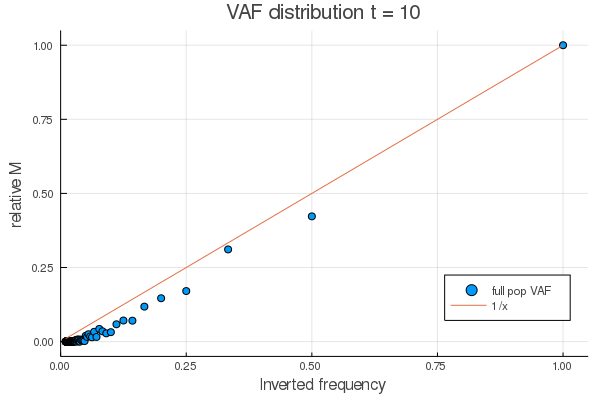 VAF distribution t = 10
relative M
1.00
0.75
0.50
0.25
0.00
0.00 0.25 0.50 0.75 1.00
Inverted frequency
full pop VAF
1/x